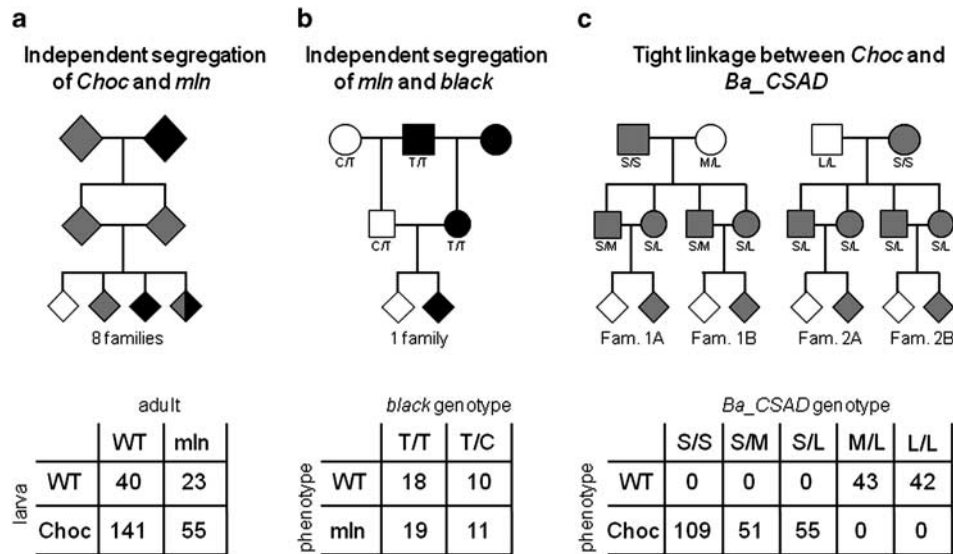 a
b
c
Independent segregation
of Choc and mln
Independent segregation
of mln and black
Tight linkage between Choc and
Ba_CSAD
C/T
T/T
S/S
M/L
L/L
S/S
C/T
T/T
S/M
S/L
S/M
S/L
S/L
S/L
S/L
S/L
8 families
1 family
Fam. 1A
Fam. 1B
Fam. 2A
Fam. 2B
adult
WT mln
larva
WT 40 23
Choc 141 55
black genotype
T/T T/C
phenotype
WT 18 10
mln 19 11
Ba_CSAD genotype
S/S S/M S/L M/L L/L
phenotype
WT 0 0 0 43 42
Choc 109 51 55 0 0